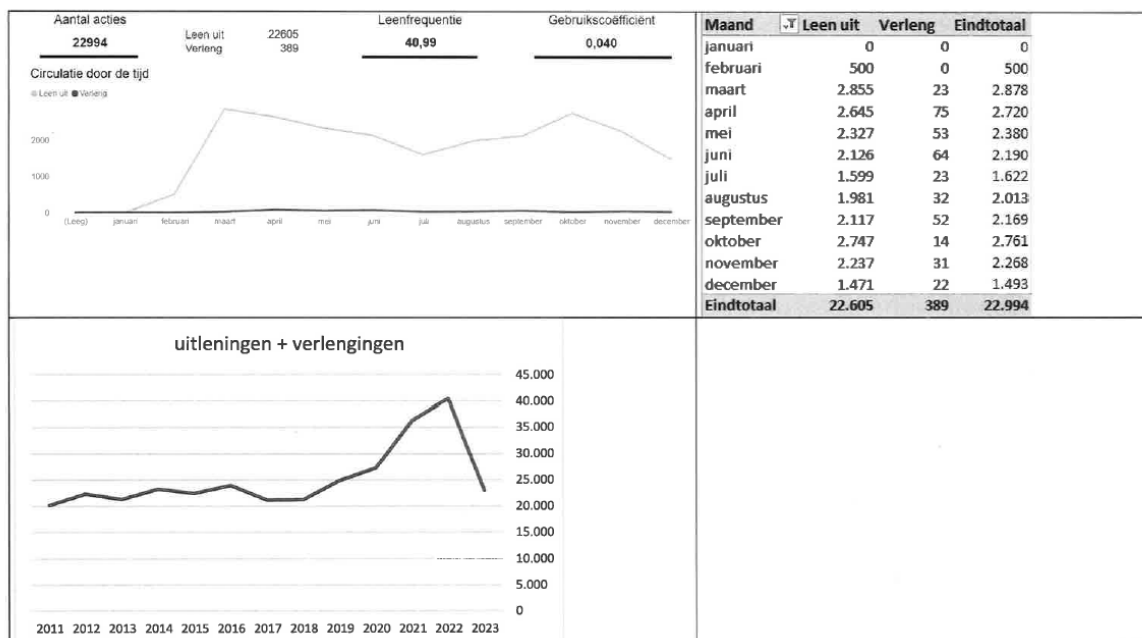 Aantal acties
22994
Leen uit 22605
Verleng 389
Leenfrequentie
40,99
Gebruikscoëfficiënt
0,040
Circulatie door de tijd
Leen uit Verleng
2000
1000
0
(Leeg) januari februari maart april mei juni juli augustus september oktober november december
Maand Leen uit Verleng Eindtotaal
januari 0 0 0
februari 500 0 500
maart 2.855 23 2.878
april 2.645 75 2.720
mei 2.327 53 2.380
juni 2.126 64 2.190
juli 1.599 23 1.622
augustus 1.981 32 2.013
september 2.117 52 2.169
oktober 2.747 14 2.761
november 2.237 31 2.268
december 1.471 22 1.493
Eindtotaal 22.605 389 22.994
uitleningen + verlengingen
45.000
40.000
35.000
30.000
25.000
20.000
15.000
10.000
5.000
0
2011 2012 2013 2014 2015 2016 2017 2018 2019 2020 2021 2022 2023